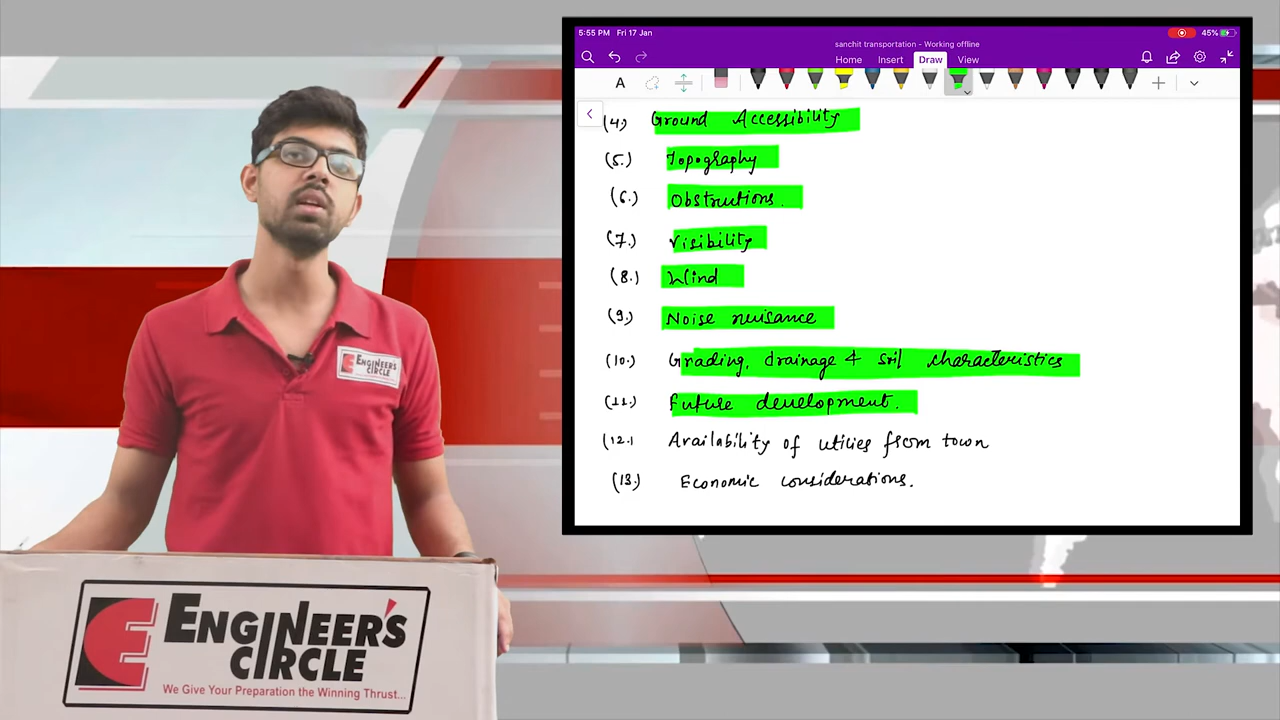 5:55 PM Fri 17 Jan
45%
sanchit transportation - Working offline
Home Insert Draw View
A
(4.) Ground Accessibility
(5.) Topography
(6.) Obstructions.
(7.) Visibility
(8.) Wind
(9.) Noise nuisance
(10.) Grading, drainage & soil characteristics
(11.) Future development.
(12.) Availability of utilies from town
(13.) Economic considerations.
ENGINEER'S
CIRCLE
E ENGINEER'S
CIRCLE
We Give Your Preparation the Winning Thrust...